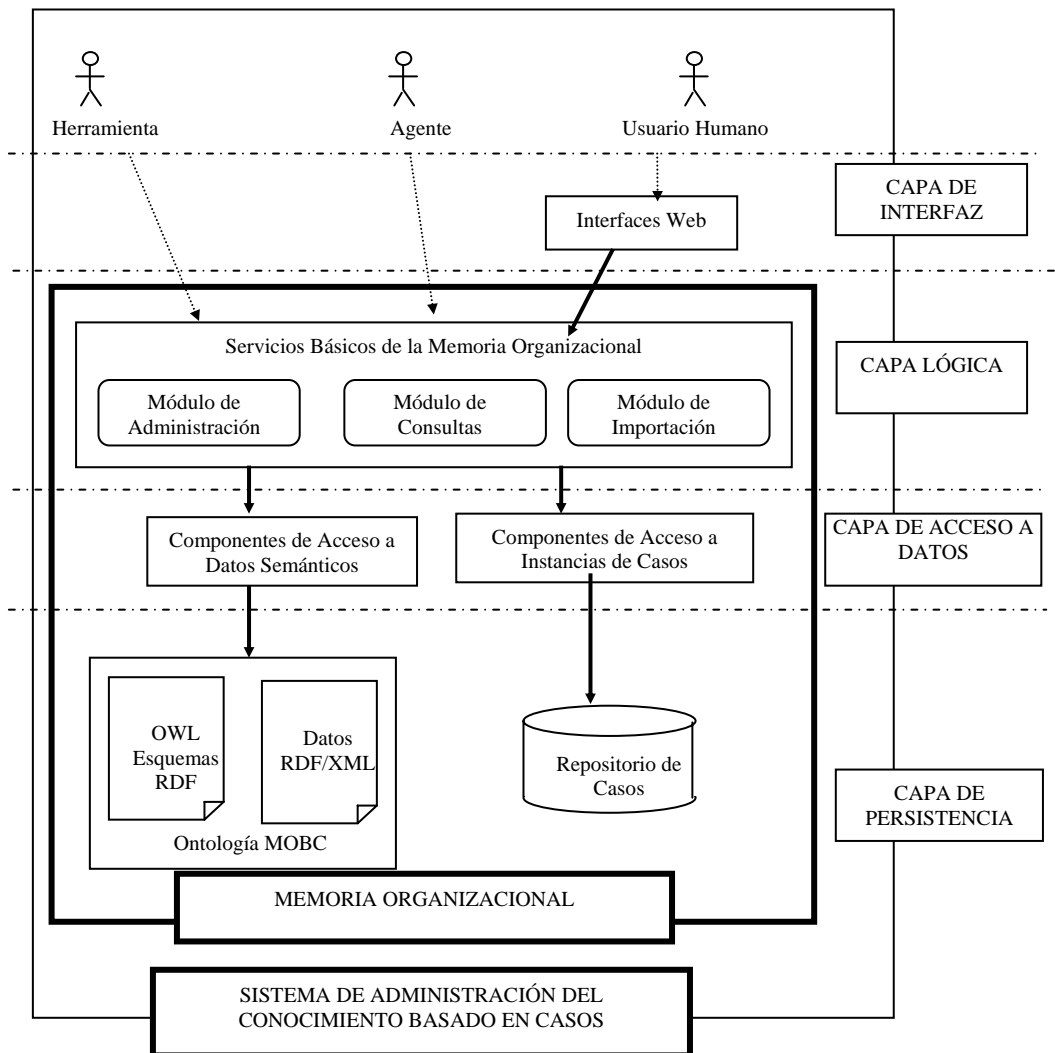 Herramienta
Agente
Usuario Humano
CAPA DE
INTERFAZ
Interfaces Web
Servicios Básicos de la Memoria Organizacional
CAPA LÓGICA
Módulo de
Administración
Módulo de
Consultas
Módulo de
Importación
Componentes de Acceso a
Datos Semánticos
Componentes de Acceso a
Instancias de Casos
CAPA DE ACCESO A
DATOS
OWL
Esquemas
RDF
Datos
RDF/XML
Ontología MOBC
Repositorio de
Casos
CAPA DE
PERSISTENCIA
MEMORIA ORGANIZACIONAL
SISTEMA DE ADMINISTRACIÓN DEL
CONOCIMIENTO BASADO EN CASOS